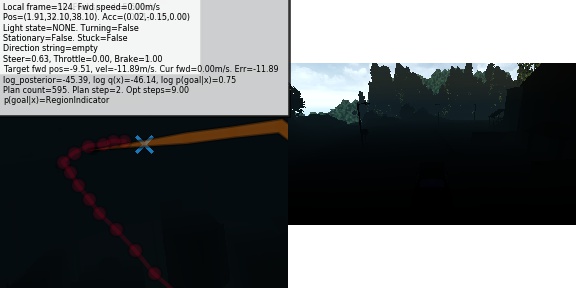 Local frame=124. Fwd speed=0.00m/s
Pos=(1.91,32.10,38.10). Acc=(0.02,-0.15,0.00)
Light state=NONE. Turning=False
Stationary=False. Stuck=False
Direction string=empty
Steer=0.63, Throttle=0.00, Brake=1.00
Target fwd pos=-9.51, vel=-11.89m/s. Cur fwd=0.00m/s. Err=-11.89
log_posterior=-45.39, log q(x)=-46.14, log p(goal|x)=0.75
Plan count=595. Plan step=2. Opt steps=9.00
p(goal|x)=RegionIndicator